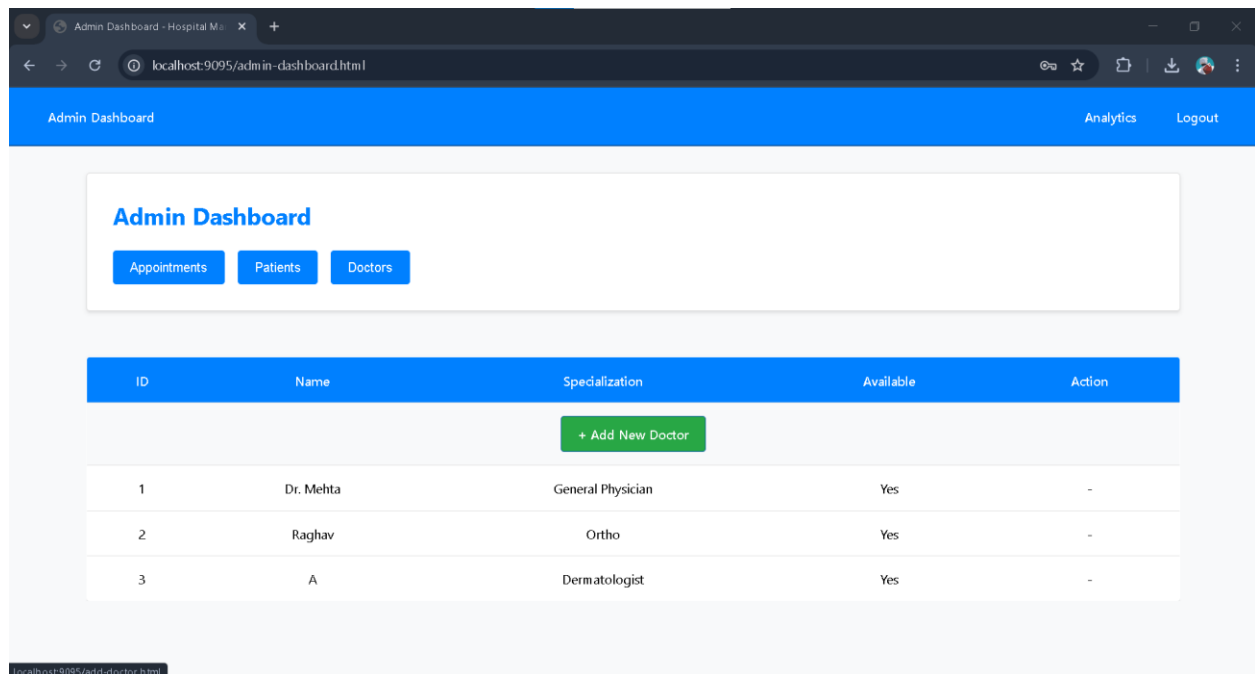 Admin Dashboard - Hospital Ma
localhost:9095/admin-dashboard.html
Admin Dashboard Analytics Logout
Admin Dashboard
Appointments Patients Doctors
ID Name Specialization Available Action
+ Add New Doctor
1 Dr. Mehta General Physician Yes -
2 Raghav Ortho Yes -
3 A Dermatologist Yes -
localhost:9095/add-doctor.html